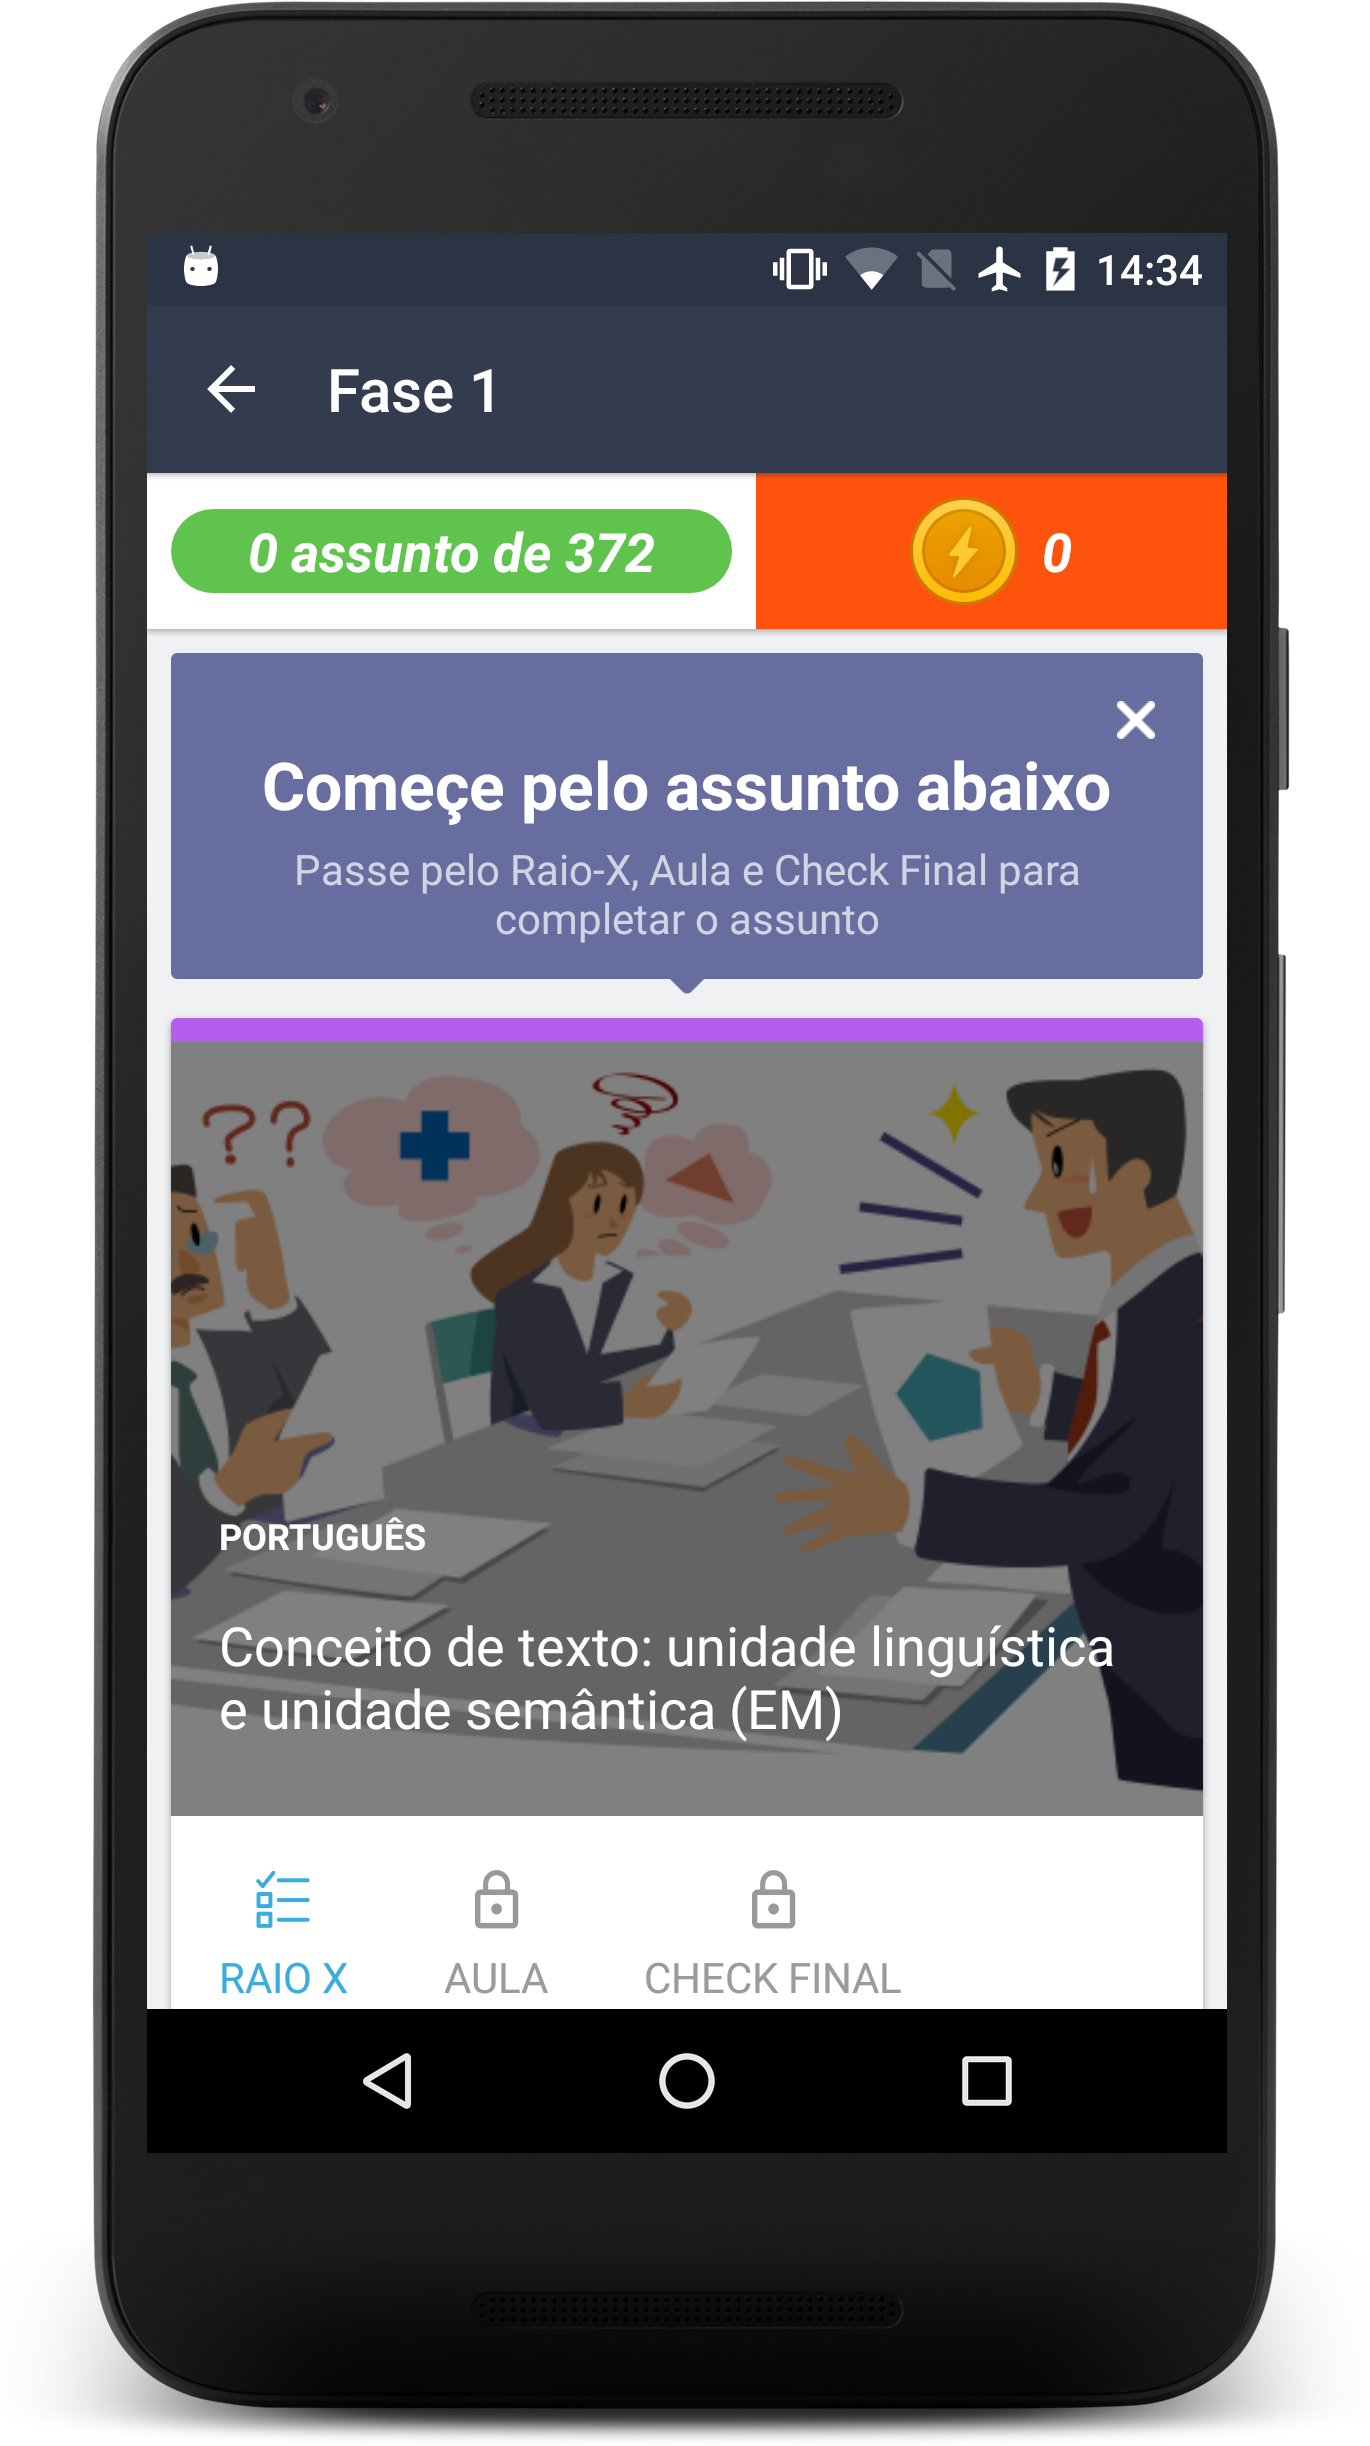 14:34
Fase 1
0 assunto de 372
0
Começe pelo assunto abaixo
Passe pelo Raio-X, Aula e Check Final para
completar o assunto
??
PORTUGUÊS
Conceito de texto: unidade linguística
e unidade semântica (EM)
RAIO X
AULA
CHECK FINAL